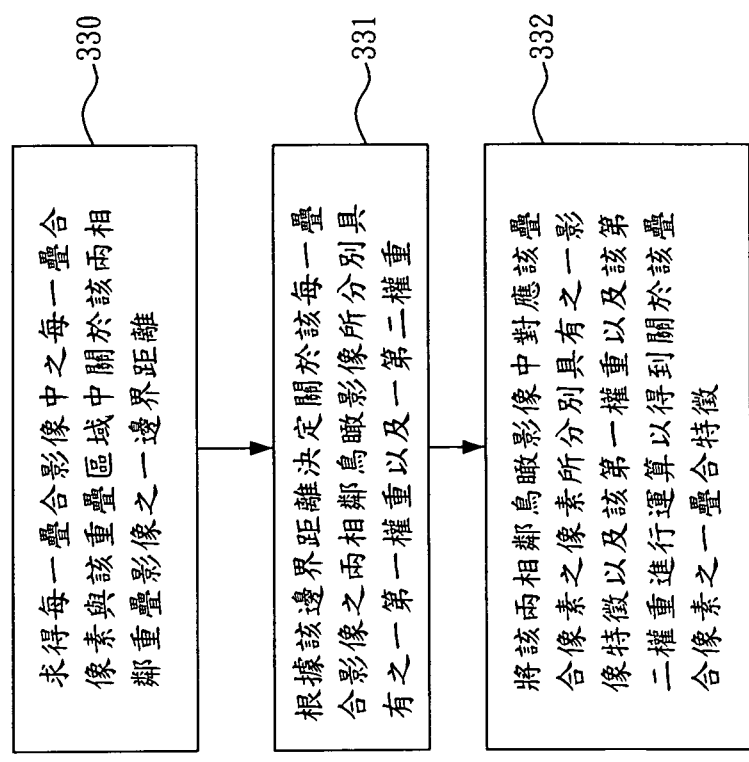 求得每一疊合影像中之每一疊合
像素與該重疊區域中關於該兩相
鄰重疊影像之一邊界距離
330
根據該邊界距離決定關於該每一疊
合影像之兩相鄰鳥瞰影像所分別具
有之一第一權重以及一第二權重
331
將該兩相鄰鳥瞰影像中對應該疊
合像素之像素所分別具有之一影
像特徵以及該第一權重以及該第
二權重進行運算以得到關於該疊
合像素之一疊合特徵
332